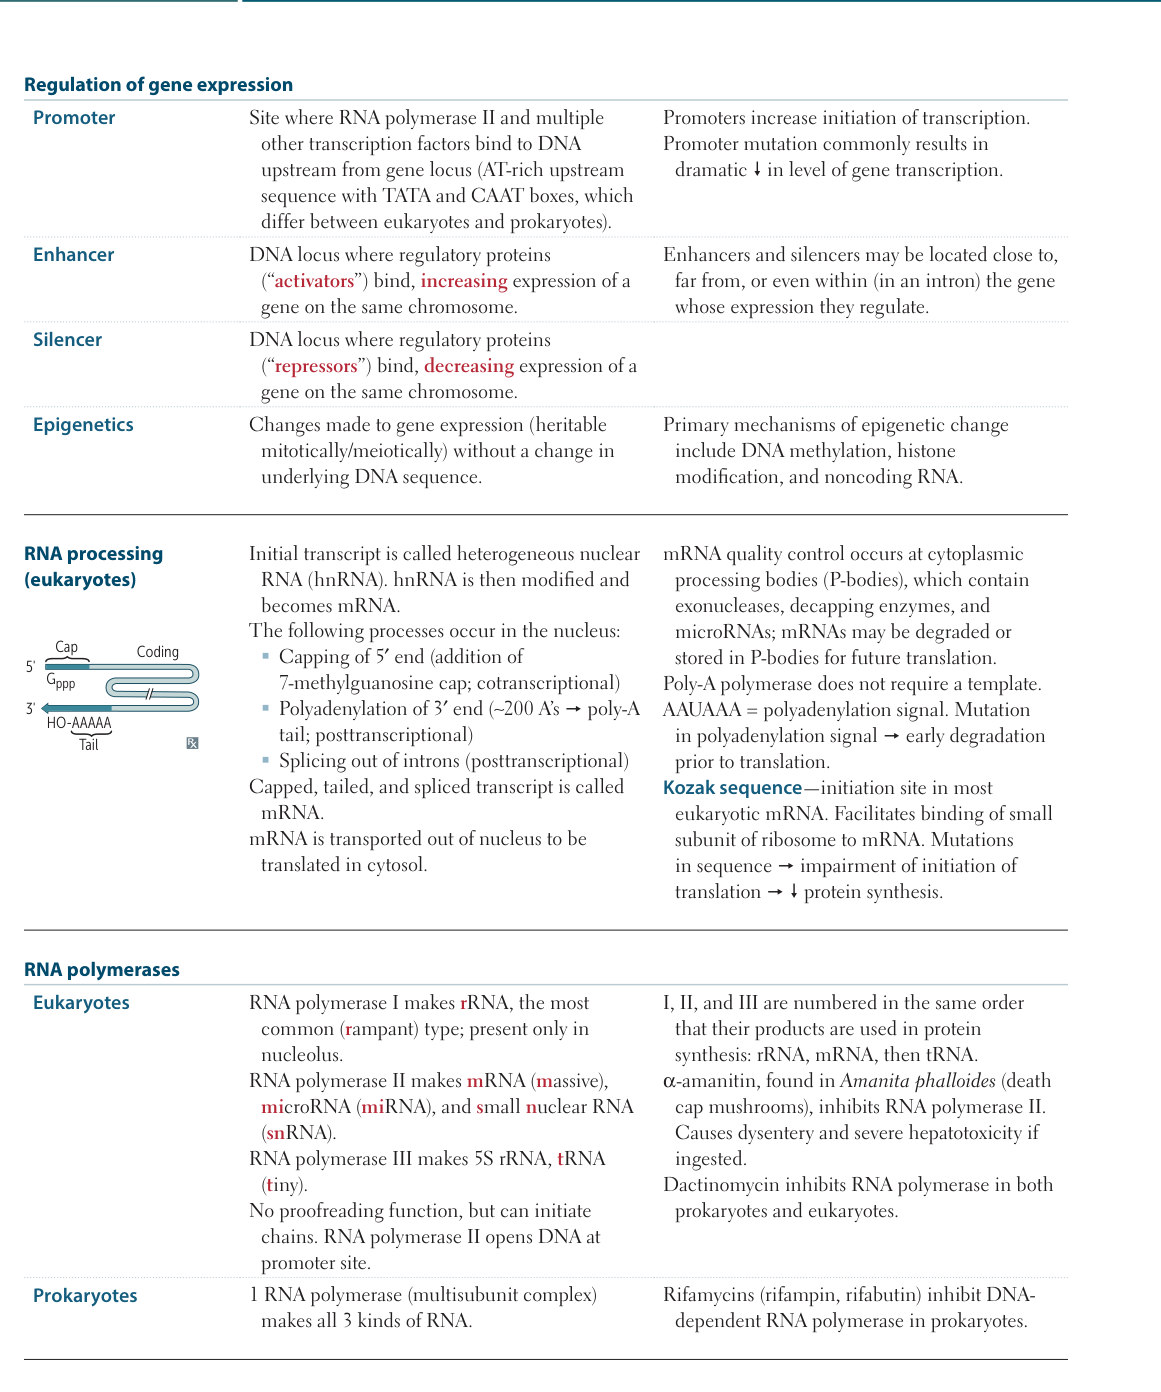 Regulation of gene expression
Promoter
Site where RNA polymerase II and multiple
other transcription factors bind to DNA
upstream from gene locus (AT-rich upstream
sequence with TATA and CAAT boxes, which
differ between eukaryotes and prokaryotes).
Promoters increase initiation of transcription.
Promoter mutation commonly results in
dramatic ↓ in level of gene transcription.
Enhancer
DNA locus where regulatory proteins
(“activators”) bind, increasing expression of a
gene on the same chromosome.
Enhancers and silencers may be located close to,
far from, or even within (in an intron) the gene
whose expression they regulate.
Silencer
DNA locus where regulatory proteins
(“repressors”) bind, decreasing expression of a
gene on the same chromosome.
Epigenetics
Changes made to gene expression (heritable
mitotically/meiotically) without a change in
underlying DNA sequence.
Primary mechanisms of epigenetic change
include DNA methylation, histone
modification, and noncoding RNA.
RNA processing
(eukaryotes)
Cap
Coding
5'
Gppp
3'
HO-AAAAA
Tail
Rx
Initial transcript is called heterogeneous nuclear
RNA (hnRNA). hnRNA is then modified and
becomes mRNA.
The following processes occur in the nucleus:
▪ Capping of 5′ end (addition of
7-methylguanosine cap; cotranscriptional)
▪ Polyadenylation of 3′ end (~200 A’s → poly-A
tail; posttranscriptional)
▪ Splicing out of introns (posttranscriptional)
Capped, tailed, and spliced transcript is called
mRNA.
mRNA is transported out of nucleus to be
translated in cytosol.
mRNA quality control occurs at cytoplasmic
processing bodies (P-bodies), which contain
exonucleases, decapping enzymes, and
microRNAs; mRNAs may be degraded or
stored in P-bodies for future translation.
Poly-A polymerase does not require a template.
AAUAAA = polyadenylation signal. Mutation
in polyadenylation signal → early degradation
prior to translation.
Kozak sequence—initiation site in most
eukaryotic mRNA. Facilitates binding of small
subunit of ribosome to mRNA. Mutations
in sequence → impairment of initiation of
translation → ↓ protein synthesis.
RNA polymerases
Eukaryotes
RNA polymerase I makes rRNA, the most
common (rampant) type; present only in
nucleolus.
RNA polymerase II makes mRNA (massive),
microRNA (miRNA), and small nuclear RNA
(snRNA).
RNA polymerase III makes 5S rRNA, tRNA
(tiny).
No proofreading function, but can initiate
chains. RNA polymerase II opens DNA at
promoter site.
I, II, and III are numbered in the same order
that their products are used in protein
synthesis: rRNA, mRNA, then tRNA.
α-amanitin, found in Amanita phalloides (death
cap mushrooms), inhibits RNA polymerase II.
Causes dysentery and severe hepatotoxicity if
ingested.
Dactinomycin inhibits RNA polymerase in both
prokaryotes and eukaryotes.
Prokaryotes
1 RNA polymerase (multisubunit complex)
makes all 3 kinds of RNA.
Rifamycins (rifampin, rifabutin) inhibit DNA-
dependent RNA polymerase in prokaryotes.